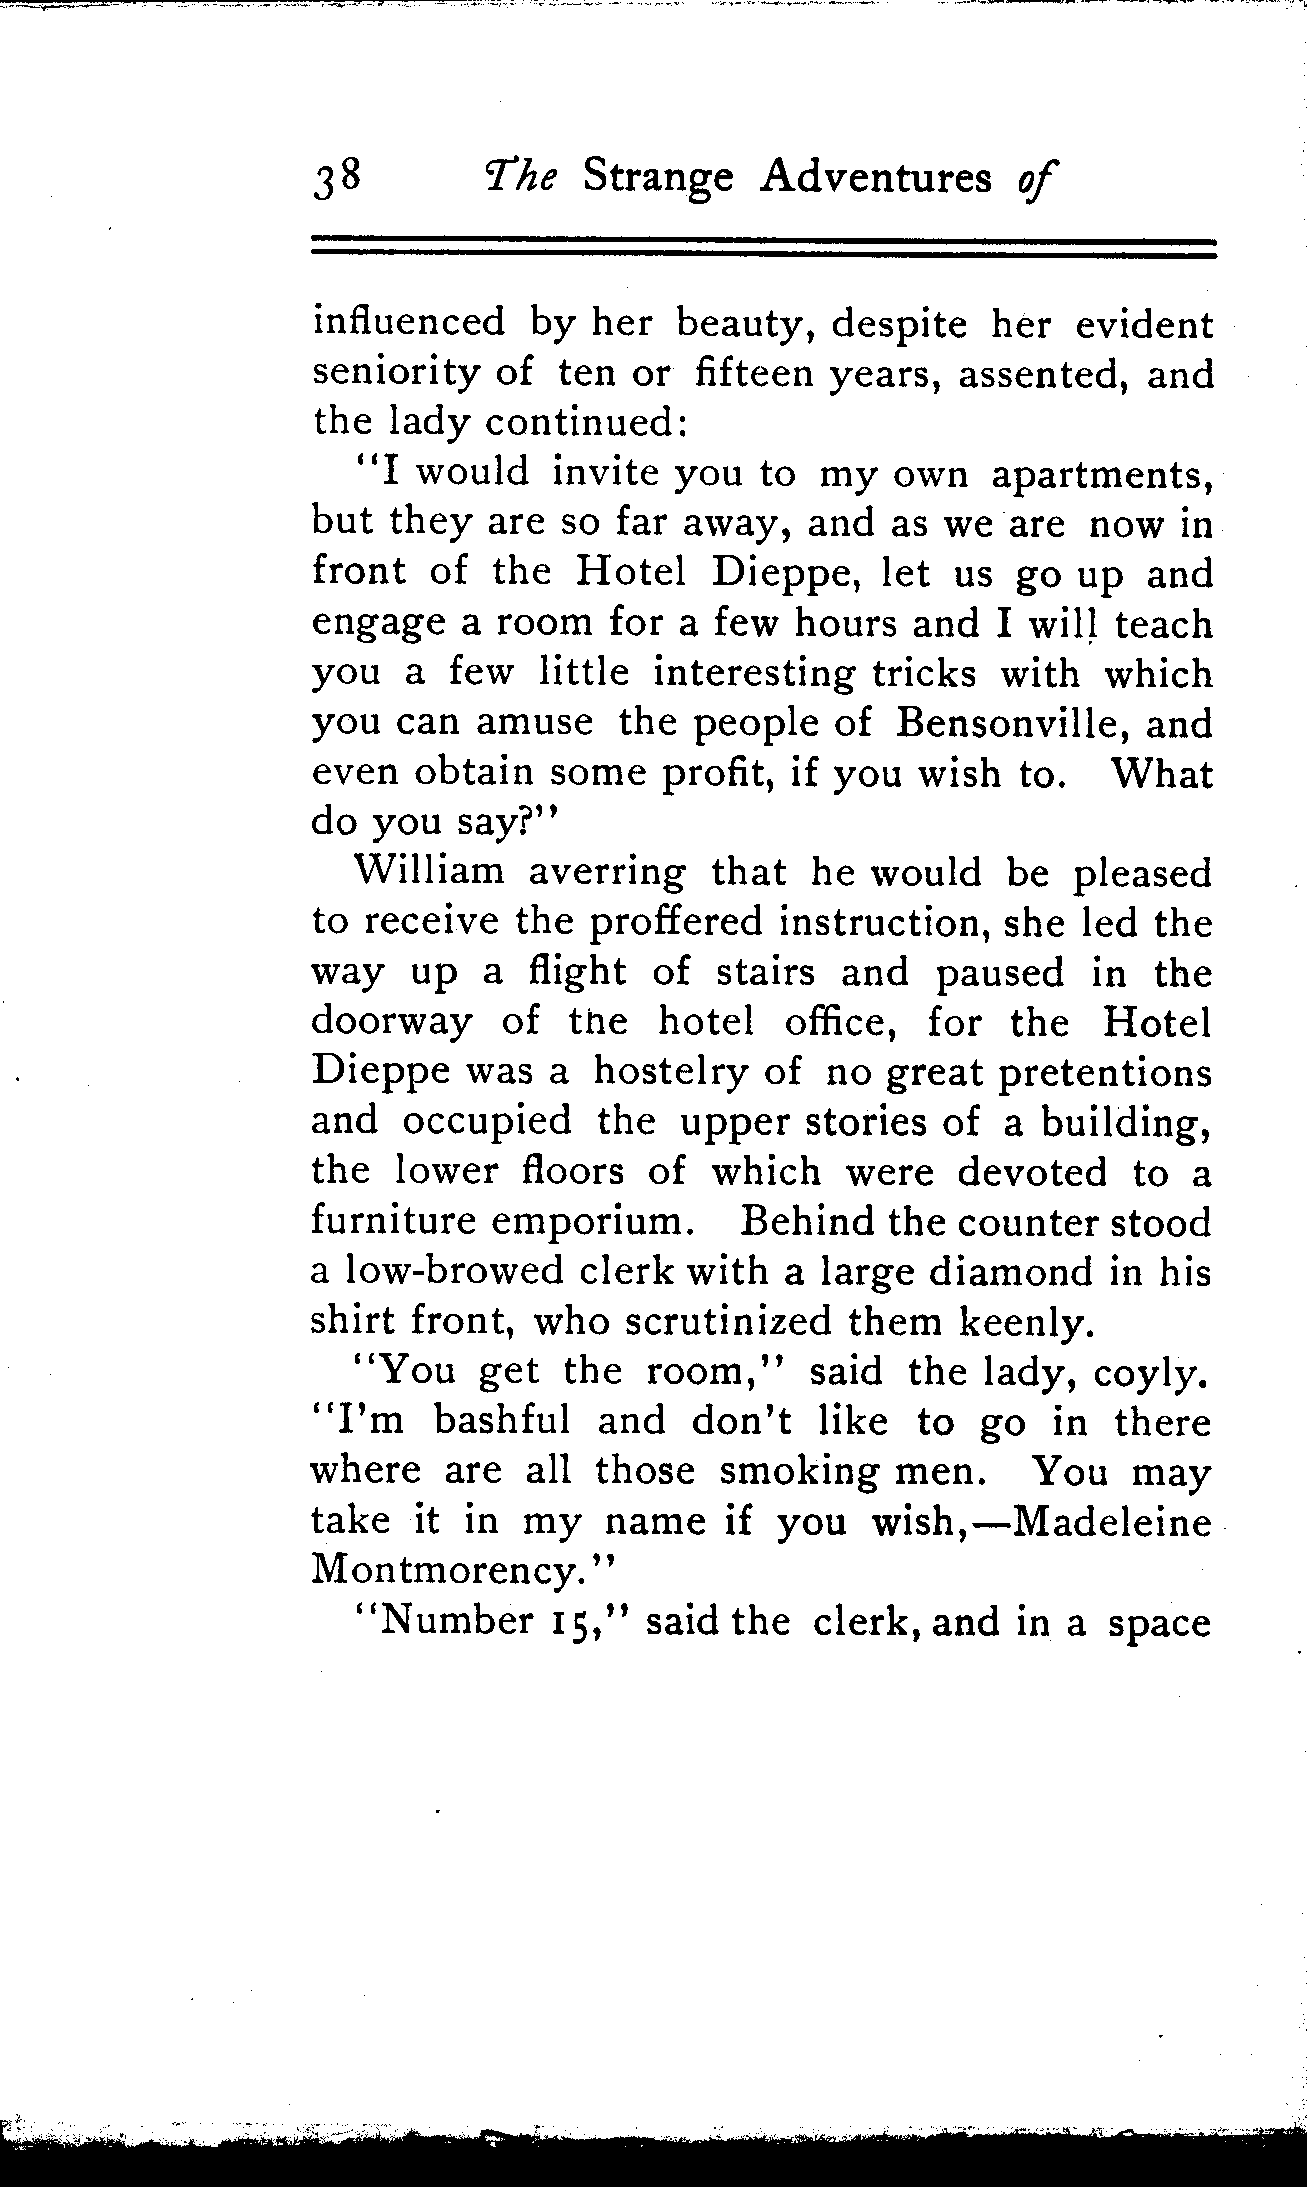 38 The Strange Adventures of
influenced by her beauty, despite her evident
seniority of ten or fifteen years, assented, and
the lady continued:
"I would invite you to my own apartments,
but they are so far away, and as we are now in
front of the Hotel Dieppe, let us go up and
engage a room for a few hours and I will teach
you a few little interesting tricks with which
you can amuse the people of Bensonville, and
even obtain some profit, if you wish to. What
do you say?"
William averring that he would be pleased
to receive the proffered instruction, she led the
way up a flight of stairs and paused in the
doorway of the hotel office, for the Hotel
Dieppe was a hostelry of no great pretentions
and occupied the upper stories of a building,
the lower floors of which were devoted to a
furniture emporium. Behind the counter stood
a low-browed clerk with a large diamond in his
shirt front, who scrutinized them keenly.
"You get the room," said the lady, coyly.
"I'm bashful and don't like to go in there
where are all those smoking men. You may
take it in my name if you wish,—Madeleine
Montmorency."
"Number 15," said the clerk, and in a space